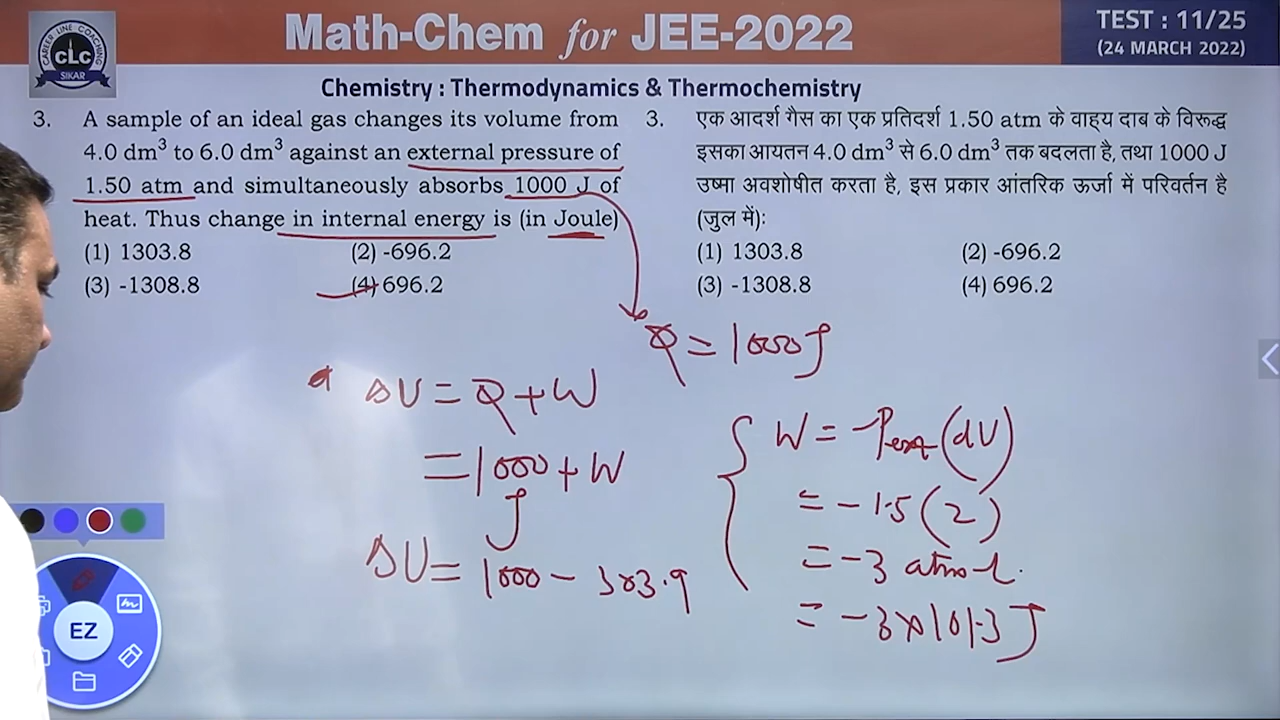 CAREER LINE COACHING
CLC
SIKAR
Math-Chem for JEE-2022
TEST : 11/25
(24 MARCH 2022)
Chemistry : Thermodynamics & Thermochemistry
3. A sample of an ideal gas changes its volume from
4.0 dm³ to 6.0 dm³ against an external pressure of
1.50 atm and simultaneously absorbs 1000 J of
heat. Thus change in internal energy is (in Joule)
(1) 1303.8 (2) -696.2
(3) -1308.8 (4) 696.2
3. एक आदर्श गैस का एक प्रतिदर्श 1.50 atm के वाह्य दाब के विरूद्ध
इसका आयतन 4.0 dm³ से 6.0 dm³ तक बदलता है, तथा 1000 J
उष्मा अवशोषीत करता है, इस प्रकार आंतरिक ऊर्जा में परिवर्तन है
(जुल में):
(1) 1303.8 (2) -696.2
(3) -1308.8 (4) 696.2
Q = 1000 J
ΔU = Q + W
= 1000 + W
J
ΔU = 1000 - 303.9
W = -Pext (dV)
= -1.5 (2)
= -3 atm L.
= -3 × 101.3 J
EZ